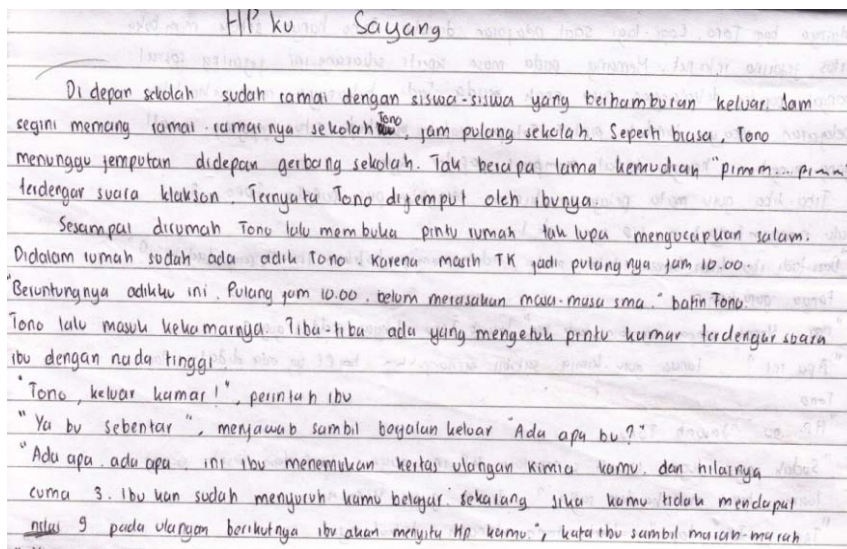 HP ku Sayang
Di depan sekolah sudah ramai dengan siswa-siswa yang berhamburan keluar. Jam
segini memang ramai-ramainya sekolah Tono, jam pulang sekolah. Seperti biasa, Tono
menunggu jemputan didepan gerbang sekolah. Tak berapa lama kemudian "pimm... pimm"
terdengar suara klakson. Ternyata Tono dijemput oleh ibunya.
Sesampai dirumah Tono lalu membuka pintu rumah tak lupa mengucapkan salam.
Didalam rumah sudah ada adik Tono. Karena masih TK jadi pulangnya jam 10.00
"Beruntungnya adikku ini. Pulang jam 10.00. belum merasakan masa-masa sma." batin Tono.
Tono lalu masuk kekamarnya. Tiba-tiba ada yang mengetuk pintu kamar terdengar suara
ibu dengan nada tinggi.
"Tono, keluar kamar!", perintah ibu
"Ya bu sebentar", menjawab sambil berjalan keluar "Ada apa bu?"
"Ada apa. ada apa, ini ibu menemukan kertas ulangan kimia kamu. dan nilainya
cuma 3. ibu kan sudah menyuruh kamu belajar. sekarang jika kamu tidak mendapat
nilai 9 pada ulangan berikutnya ibu akan menyita Hp kamu", kata ibu sambil marah-marah